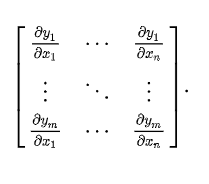 [ ∂y₁/∂x₁ ⋯ ∂y₁/∂xₙ ]
[ ⋮ ⋱ ⋮ ]
[ ∂yₘ/∂x₁ ⋯ ∂yₘ/∂xₙ ] .